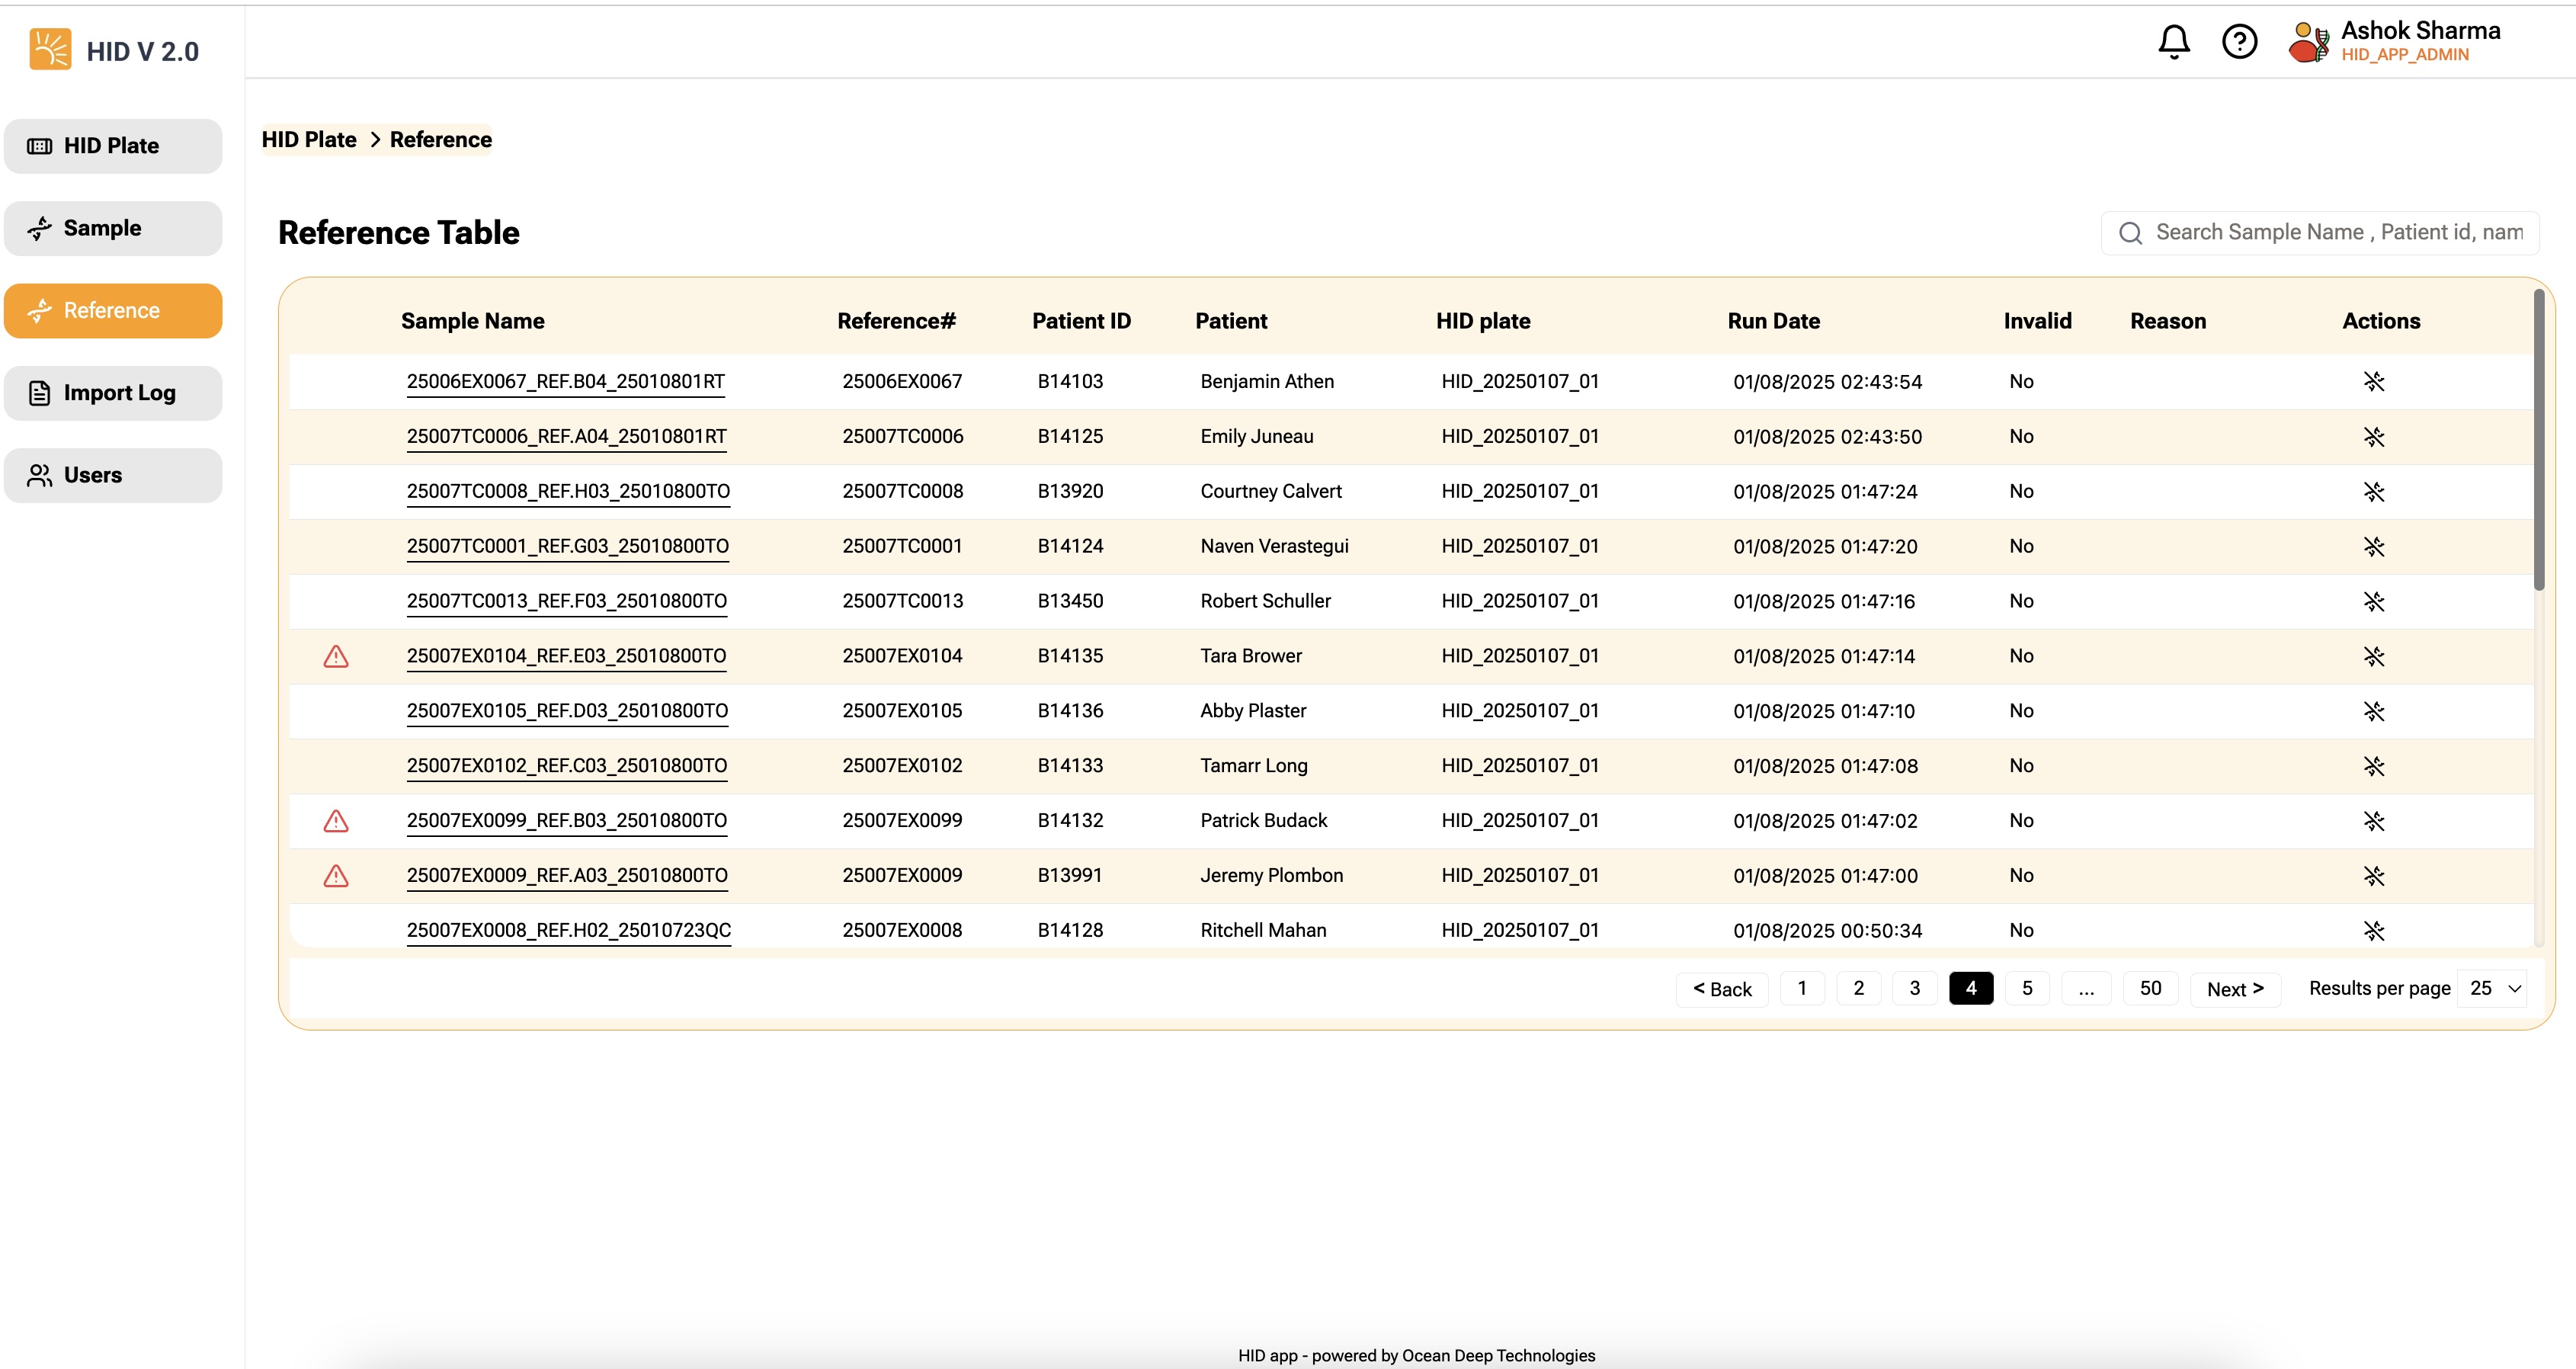 HID V 2.0
Ashok Sharma
HID_APP_ADMIN
HID Plate
Sample
Reference
Import Log
Users
HID Plate > Reference
Reference Table
Search Sample Name , Patient id, nam
Sample Name Reference# Patient ID Patient HID plate Run Date Invalid Reason Actions
25006EX0067_REF.B04_25010801RT 25006EX0067 B14103 Benjamin Athen HID_20250107_01 01/08/2025 02:43:54 No
25007TC0006_REF.A04_25010801RT 25007TC0006 B14125 Emily Juneau HID_20250107_01 01/08/2025 02:43:50 No
25007TC0008_REF.H03_25010800TO 25007TC0008 B13920 Courtney Calvert HID_20250107_01 01/08/2025 01:47:24 No
25007TC0001_REF.G03_25010800TO 25007TC0001 B14124 Naven Verastegui HID_20250107_01 01/08/2025 01:47:20 No
25007TC0013_REF.F03_25010800TO 25007TC0013 B13450 Robert Schuller HID_20250107_01 01/08/2025 01:47:16 No
25007EX0104_REF.E03_25010800TO 25007EX0104 B14135 Tara Brower HID_20250107_01 01/08/2025 01:47:14 No
25007EX0105_REF.D03_25010800TO 25007EX0105 B14136 Abby Plaster HID_20250107_01 01/08/2025 01:47:10 No
25007EX0102_REF.C03_25010800TO 25007EX0102 B14133 Tamarr Long HID_20250107_01 01/08/2025 01:47:08 No
25007EX0099_REF.B03_25010800TO 25007EX0099 B14132 Patrick Budack HID_20250107_01 01/08/2025 01:47:02 No
25007EX0009_REF.A03_25010800TO 25007EX0009 B13991 Jeremy Plombon HID_20250107_01 01/08/2025 01:47:00 No
25007EX0008_REF.H02_25010723QC 25007EX0008 B14128 Ritchell Mahan HID_20250107_01 01/08/2025 00:50:34 No
< Back 1 2 3 4 5 ... 50 Next > Results per page 25
HID app - powered by Ocean Deep Technologies